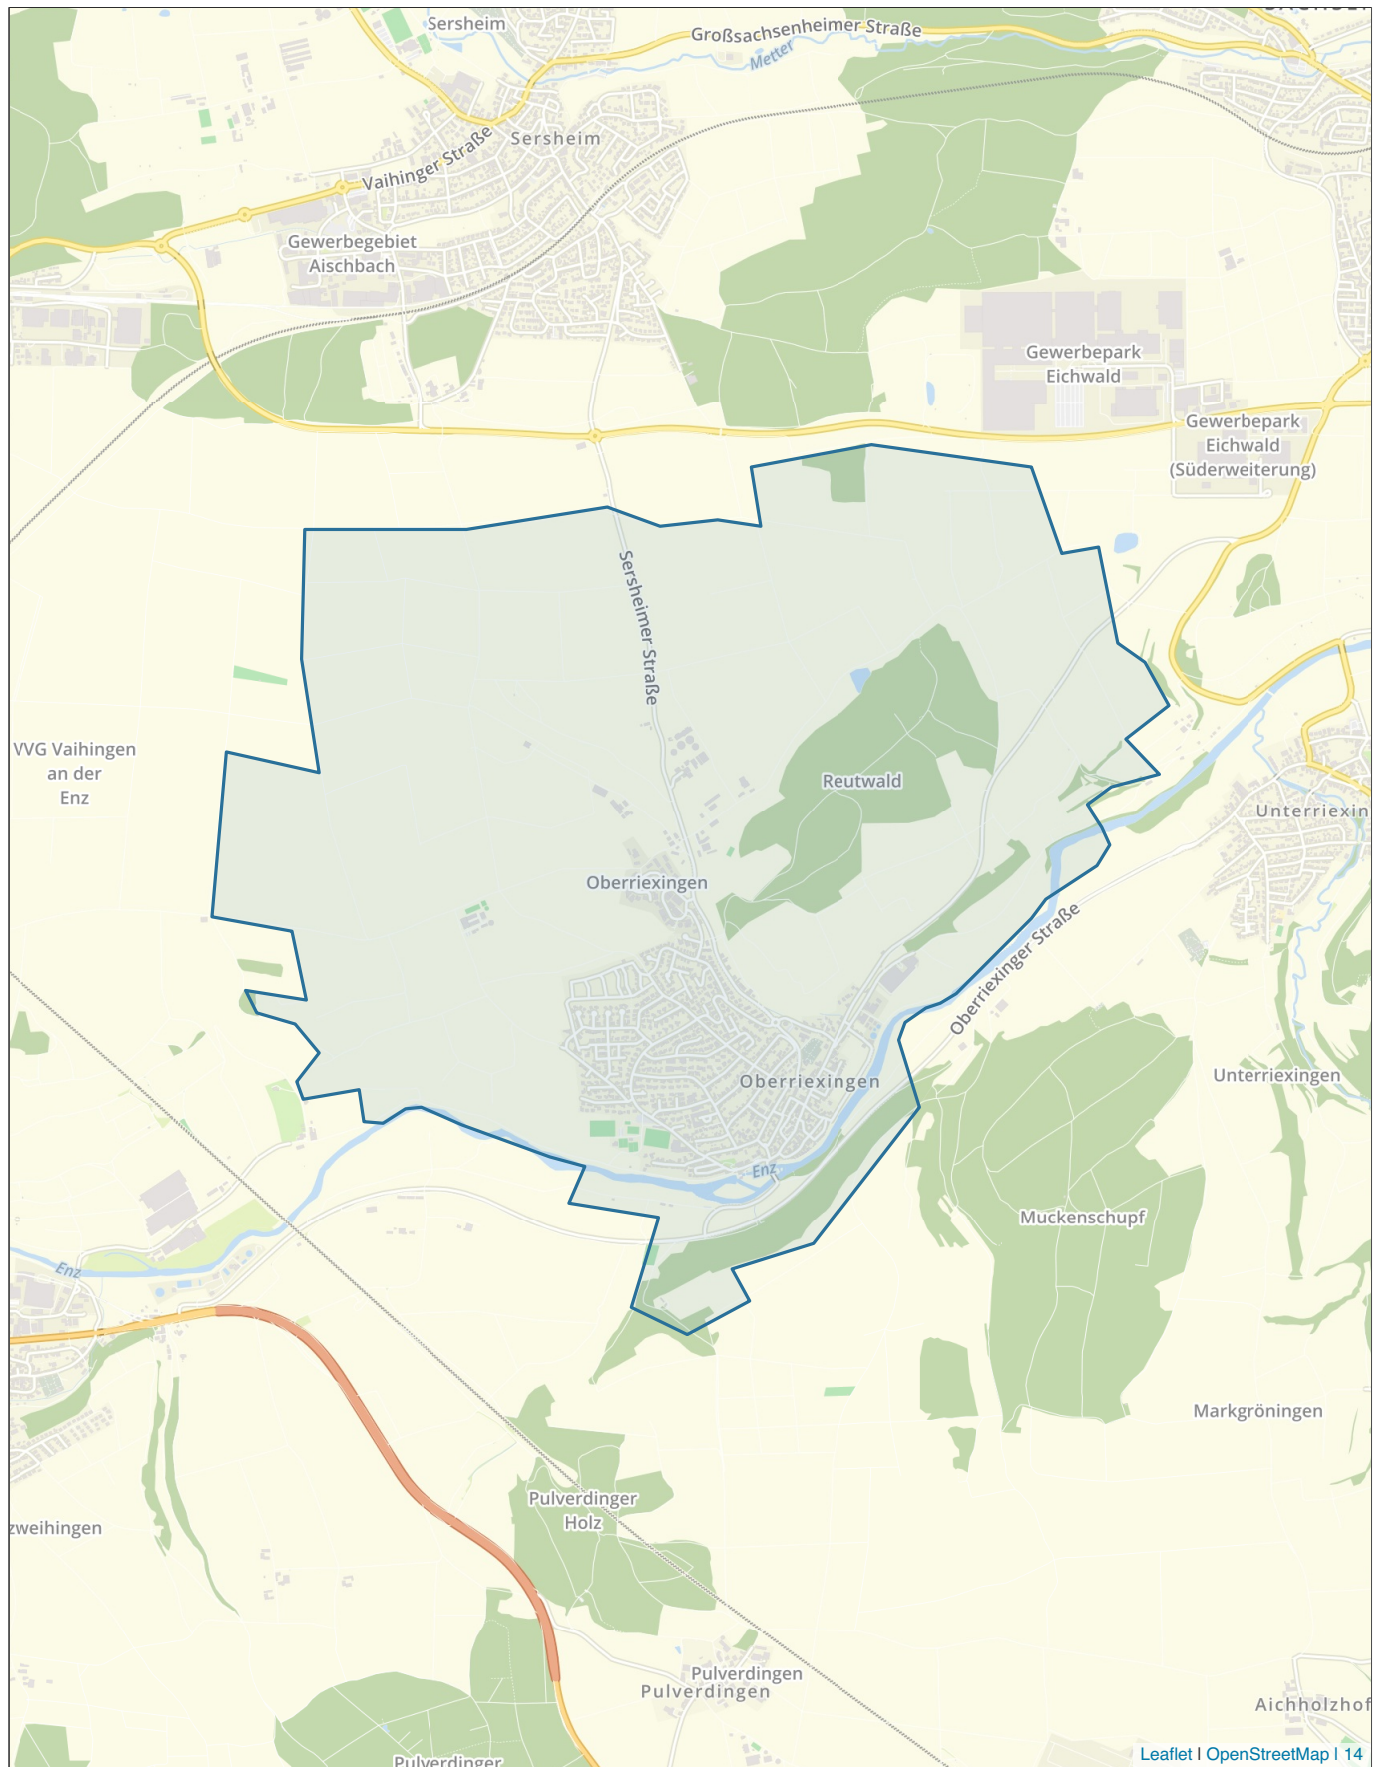 Sersheim
Großsachsenheimer Straße
Metter
Sersheim
Vaihinger Straße
Gewerbegebiet
Aischbach
Gewerbepark
Eichwald
Gewerbepark
Eichwald
(Süderweiterung)
Sersheimer Straße
VVG Vaihingen
an der
Enz
Reutwald
Unterriexin
Oberriexingen
Oberriexinger Straße
Oberriexingen
Unterriexingen
Enz
Muckenschupf
Enz
Markgröningen
Pulverdinger
Holz
zweihingen
Pulverdingen
Pulverdingen
Aichholzhof
Pulverdinger
Leaflet | OpenStreetMap | 14